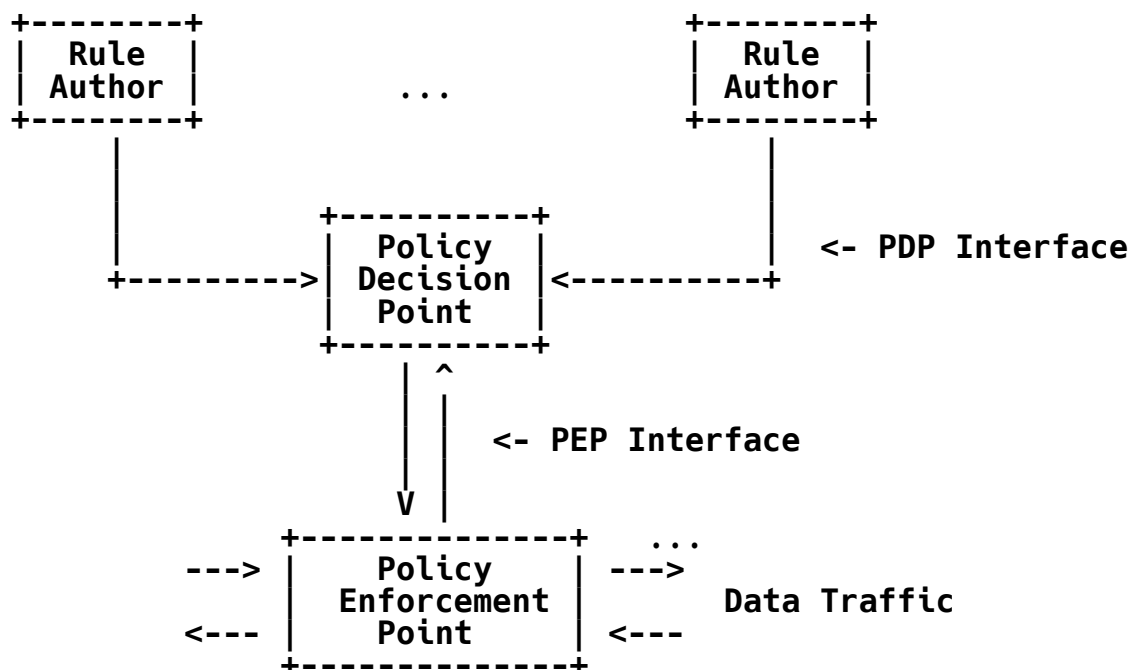 +--------+                         +--------+
|  Rule  |                         |  Rule  |
| Author |          ...            | Author |
+--------+                         +--------+
     |                                  |
     |                                  |
     |                                  |
     |          +----------+            |
     |          |  Policy  |            |  <- PDP Interface
     +--------->| Decision |<-----------+
                |  Point   |
                +----------+
                    | ^
                    | |
                    | |  <- PEP Interface
                    | |
                    V |
              +--------------+   ...
         ---> |    Policy    | --->
              |  Enforcement |       Data Traffic
         <--- |    Point     | <---
              +--------------+